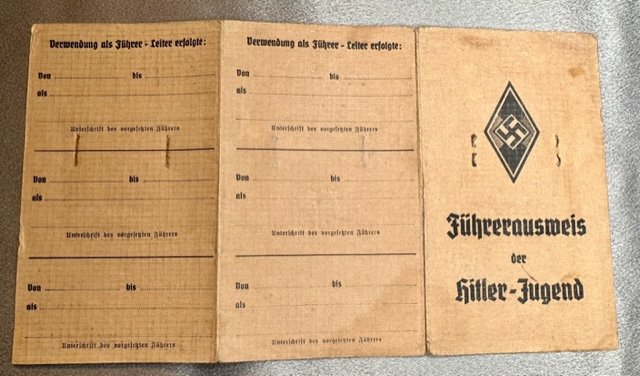 Verwendung als Führer - Leiter erfolgte:
Von ........ bis ........
als ........
Unterschrift des vorgesetzten Führers
Von ........ bis ........
als ........
Unterschrift des vorgesetzten Führers
Von ........ bis ........
als ........
Unterschrift des vorgesetzten Führers
Verwendung als Führer - Leiter erfolgte:
Von ........ bis ........
als ........
Unterschrift des vorgesetzten Führers
Von ........ bis ........
als ........
Unterschrift des vorgesetzten Führers
Von ........ bis ........
als ........
Unterschrift des vorgesetzten Führers
Führerausweis
der
Hitler-Jugend